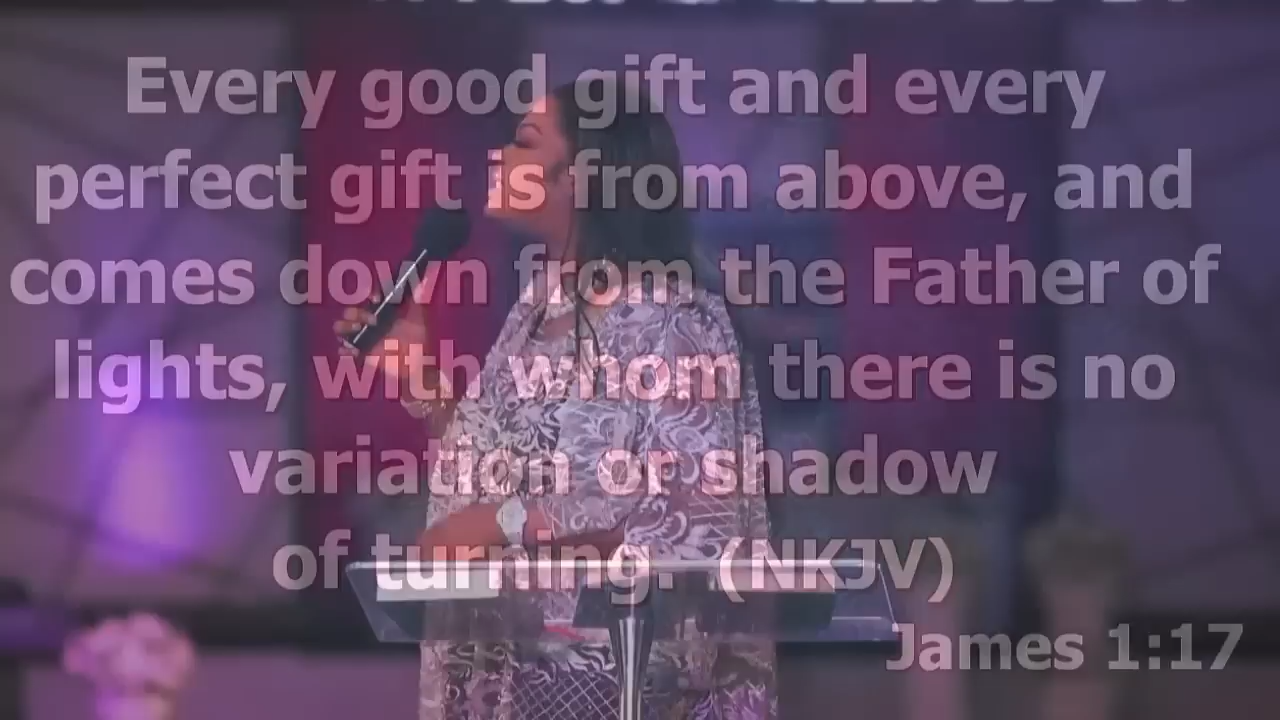 Every good gift and every
perfect gift is from above, and
comes down from the Father of
lights, with whom there is no
variation or shadow
of turning. (NKJV)
James 1:17